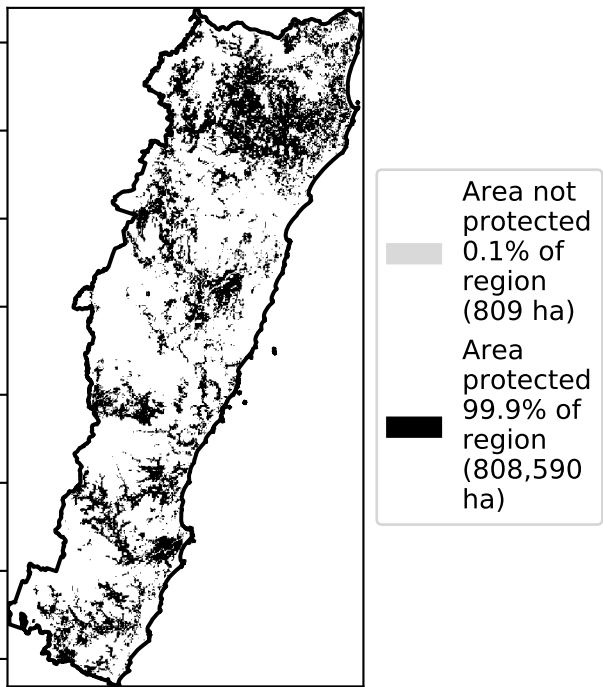 Area not
protected
0.1% of
region
(809 ha)
Area
protected
99.9% of
region
(808,590
ha)